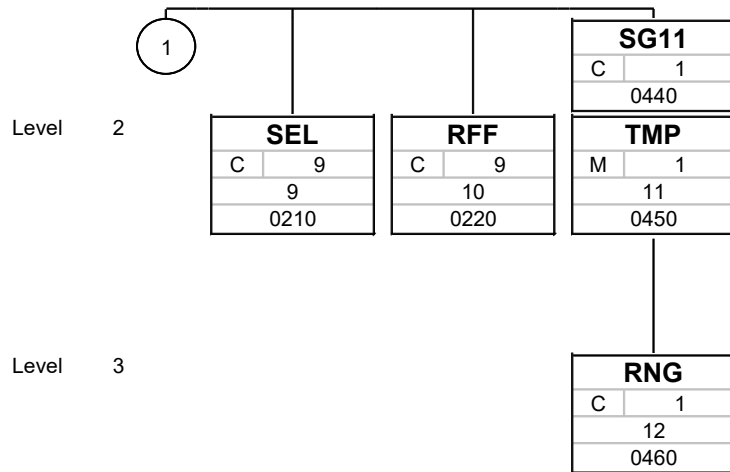 1
SG11
C 1
0440
Level 2
SEL
C 9
9
0210
RFF
C 9
10
0220
TMP
M 1
11
0450
Level 3
RNG
C 1
12
0460